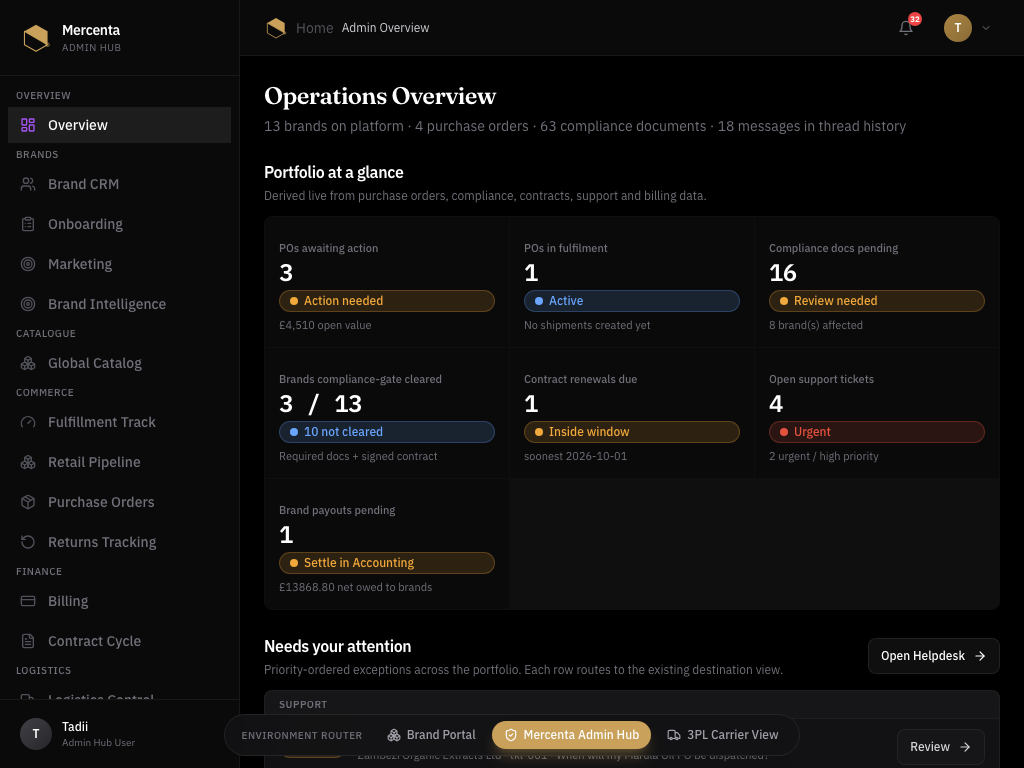 Mercenta
ADMIN HUB
OVERVIEW
Overview
BRANDS
Brand CRM
Onboarding
Marketing
Brand Intelligence
CATALOGUE
Global Catalog
COMMERCE
Fulfillment Track
Retail Pipeline
Purchase Orders
Returns Tracking
FINANCE
Billing
Contract Cycle
LOGISTICS
Logistics Control
T
Tadii
Admin Hub User
Home Admin Overview
32
T
Operations Overview
13 brands on platform · 4 purchase orders · 63 compliance documents · 18 messages in thread history
Portfolio at a glance
Derived live from purchase orders, compliance, contracts, support and billing data.
POs awaiting action
3
Action needed
£4,510 open value
POs in fulfilment
1
Active
No shipments created yet
Compliance docs pending
16
Review needed
8 brand(s) affected
Brands compliance-gate cleared
3 / 13
10 not cleared
Required docs + signed contract
Contract renewals due
1
Inside window
soonest 2026-10-01
Open support tickets
4
Urgent
2 urgent / high priority
Brand payouts pending
1
Settle in Accounting
£13868.80 net owed to brands
Needs your attention
Priority-ordered exceptions across the portfolio. Each row routes to the existing destination view.
Open Helpdesk
SUPPORT
Review
ENVIRONMENT ROUTER
Brand Portal
Mercenta Admin Hub
3PL Carrier View